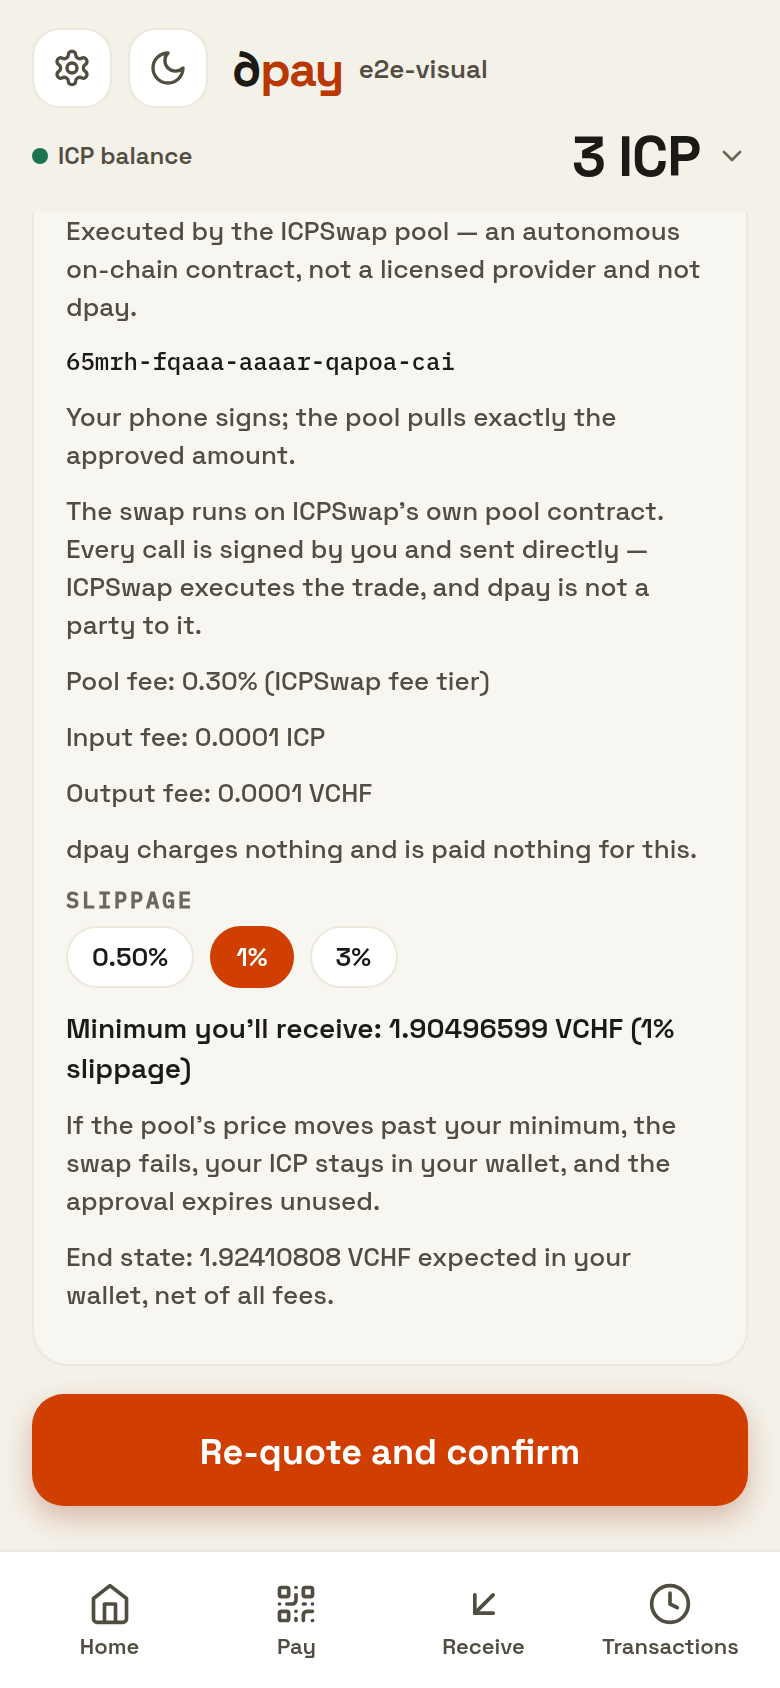 ∂pay e2e-visual
ICP balance
3 ICP
Executed by the ICPSwap pool — an autonomous
on-chain contract, not a licensed provider and not
dpay.
65mrh-fqaaa-aaaar-qapoa-cai
Your phone signs; the pool pulls exactly the
approved amount.
The swap runs on ICPSwap’s own pool contract.
Every call is signed by you and sent directly —
ICPSwap executes the trade, and dpay is not a
party to it.
Pool fee: 0.30% (ICPSwap fee tier)
Input fee: 0.0001 ICP
Output fee: 0.0001 VCHF
dpay charges nothing and is paid nothing for this.
SLIPPAGE
0.50% 1% 3%
Minimum you’ll receive: 1.90496599 VCHF (1%
slippage)
If the pool’s price moves past your minimum, the
swap fails, your ICP stays in your wallet, and the
approval expires unused.
End state: 1.92410808 VCHF expected in your
wallet, net of all fees.
Re-quote and confirm
Home Pay Receive Transactions